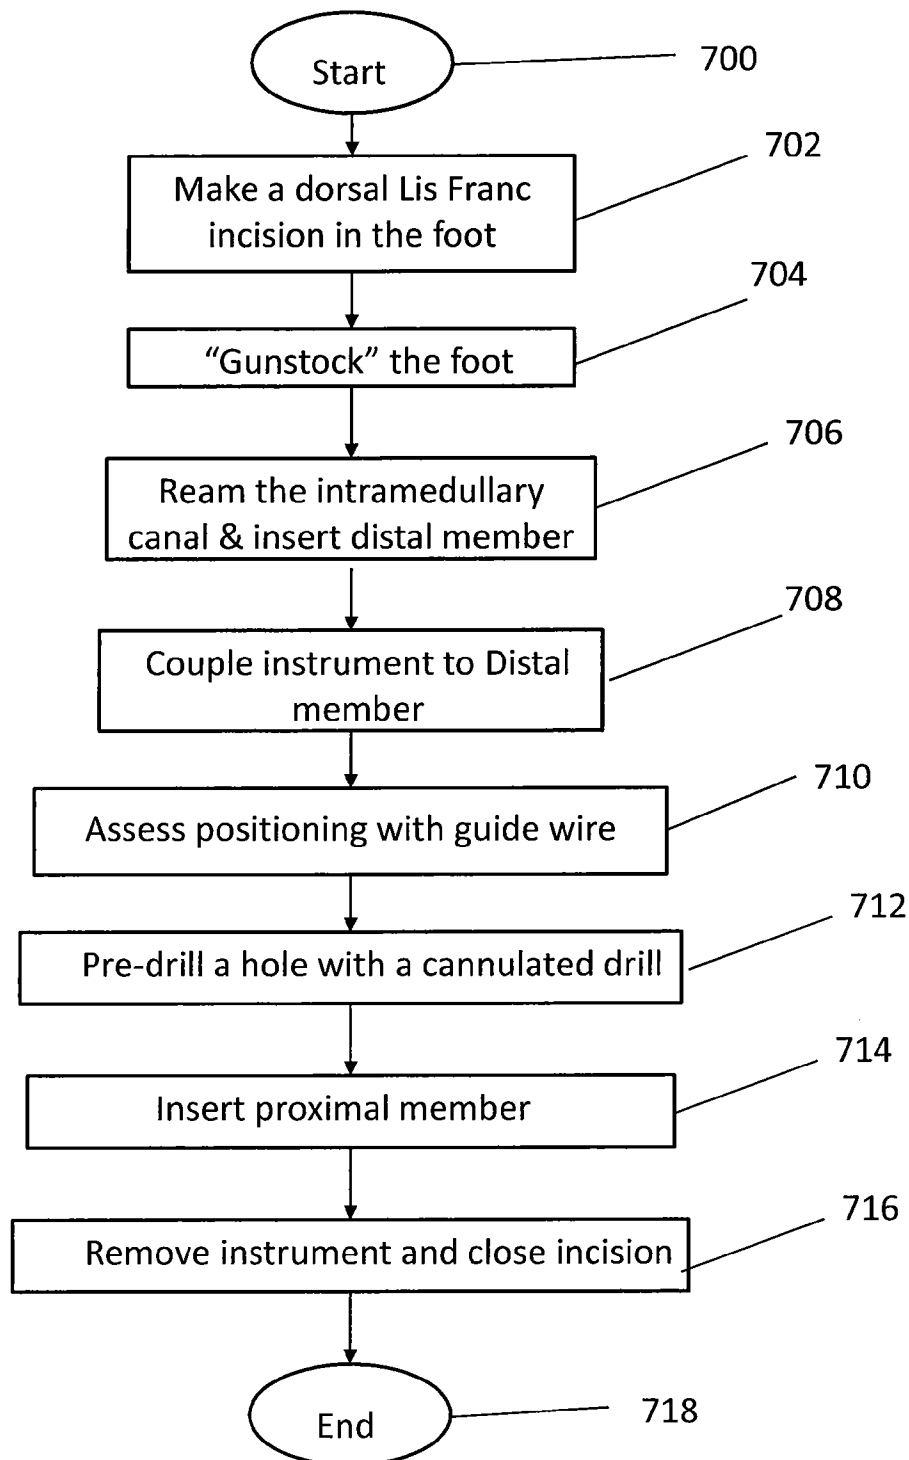 Start
700
702
Make a dorsal Lis Franc
incision in the foot
704
“Gunstock” the foot
706
Ream the intramedullary
canal & insert distal member
708
Couple instrument to Distal
member
710
Assess positioning with guide wire
712
Pre-drill a hole with a cannulated drill
714
Insert proximal member
716
Remove instrument and close incision
End
718